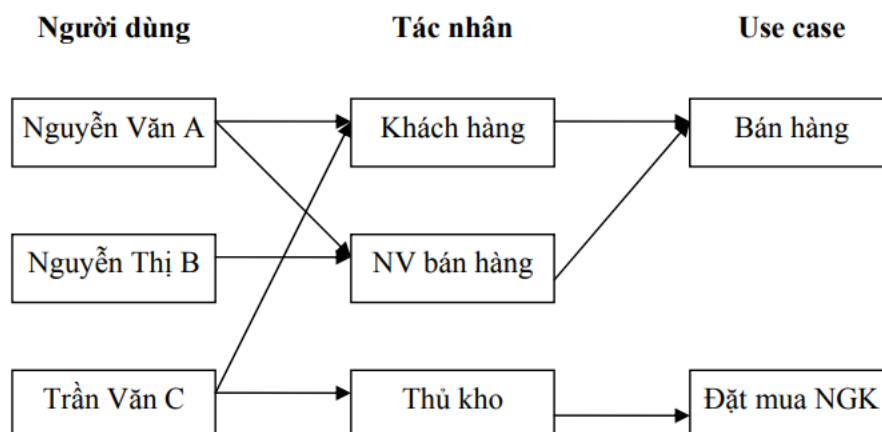 Người dùng Tác nhân Use case
Nguyễn Văn A Khách hàng Bán hàng
Nguyễn Thị B NV bán hàng
Trần Văn C Thủ kho Đặt mua NGK